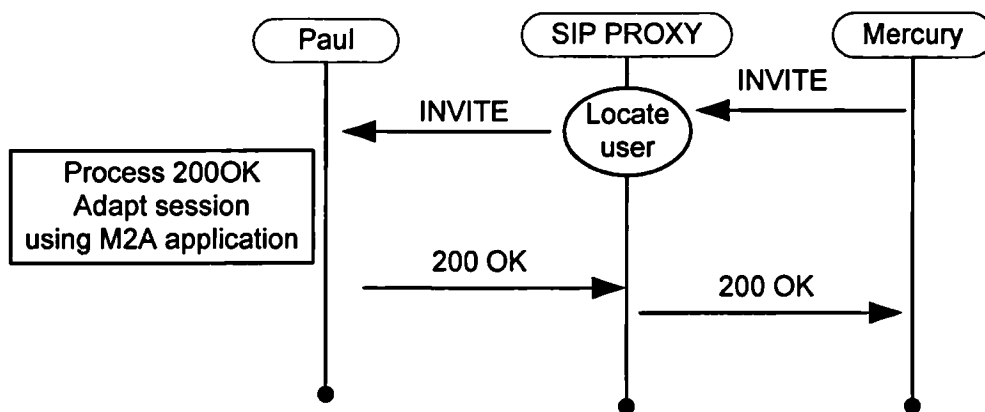 Paul
SIP PROXY
Mercury
INVITE
INVITE
Locate
user
Process 200OK
Adapt session
using M2A application
200 OK
200 OK